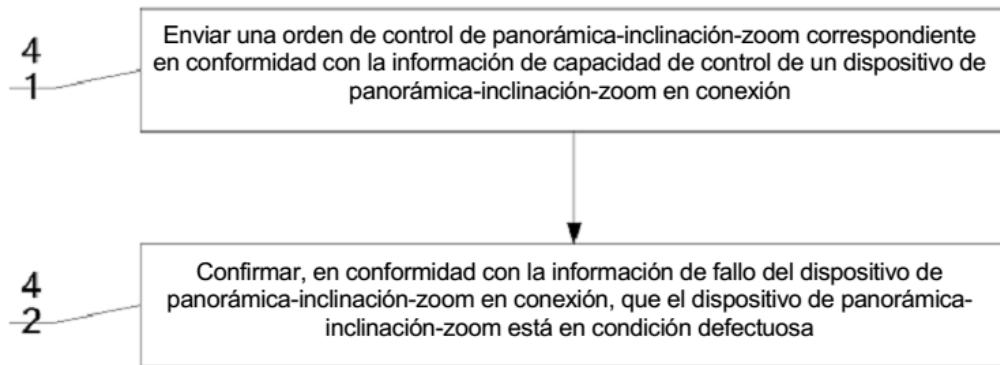 4
1
Enviar una orden de control de panorámica-inclinación-zoom correspondiente
en conformidad con la información de capacidad de control de un dispositivo de
panorámica-inclinación-zoom en conexión
4
2
Confirmar, en conformidad con la información de fallo del dispositivo de
panorámica-inclinación-zoom en conexión, que el dispositivo de panorámica-
inclinación-zoom está en condición defectuosa